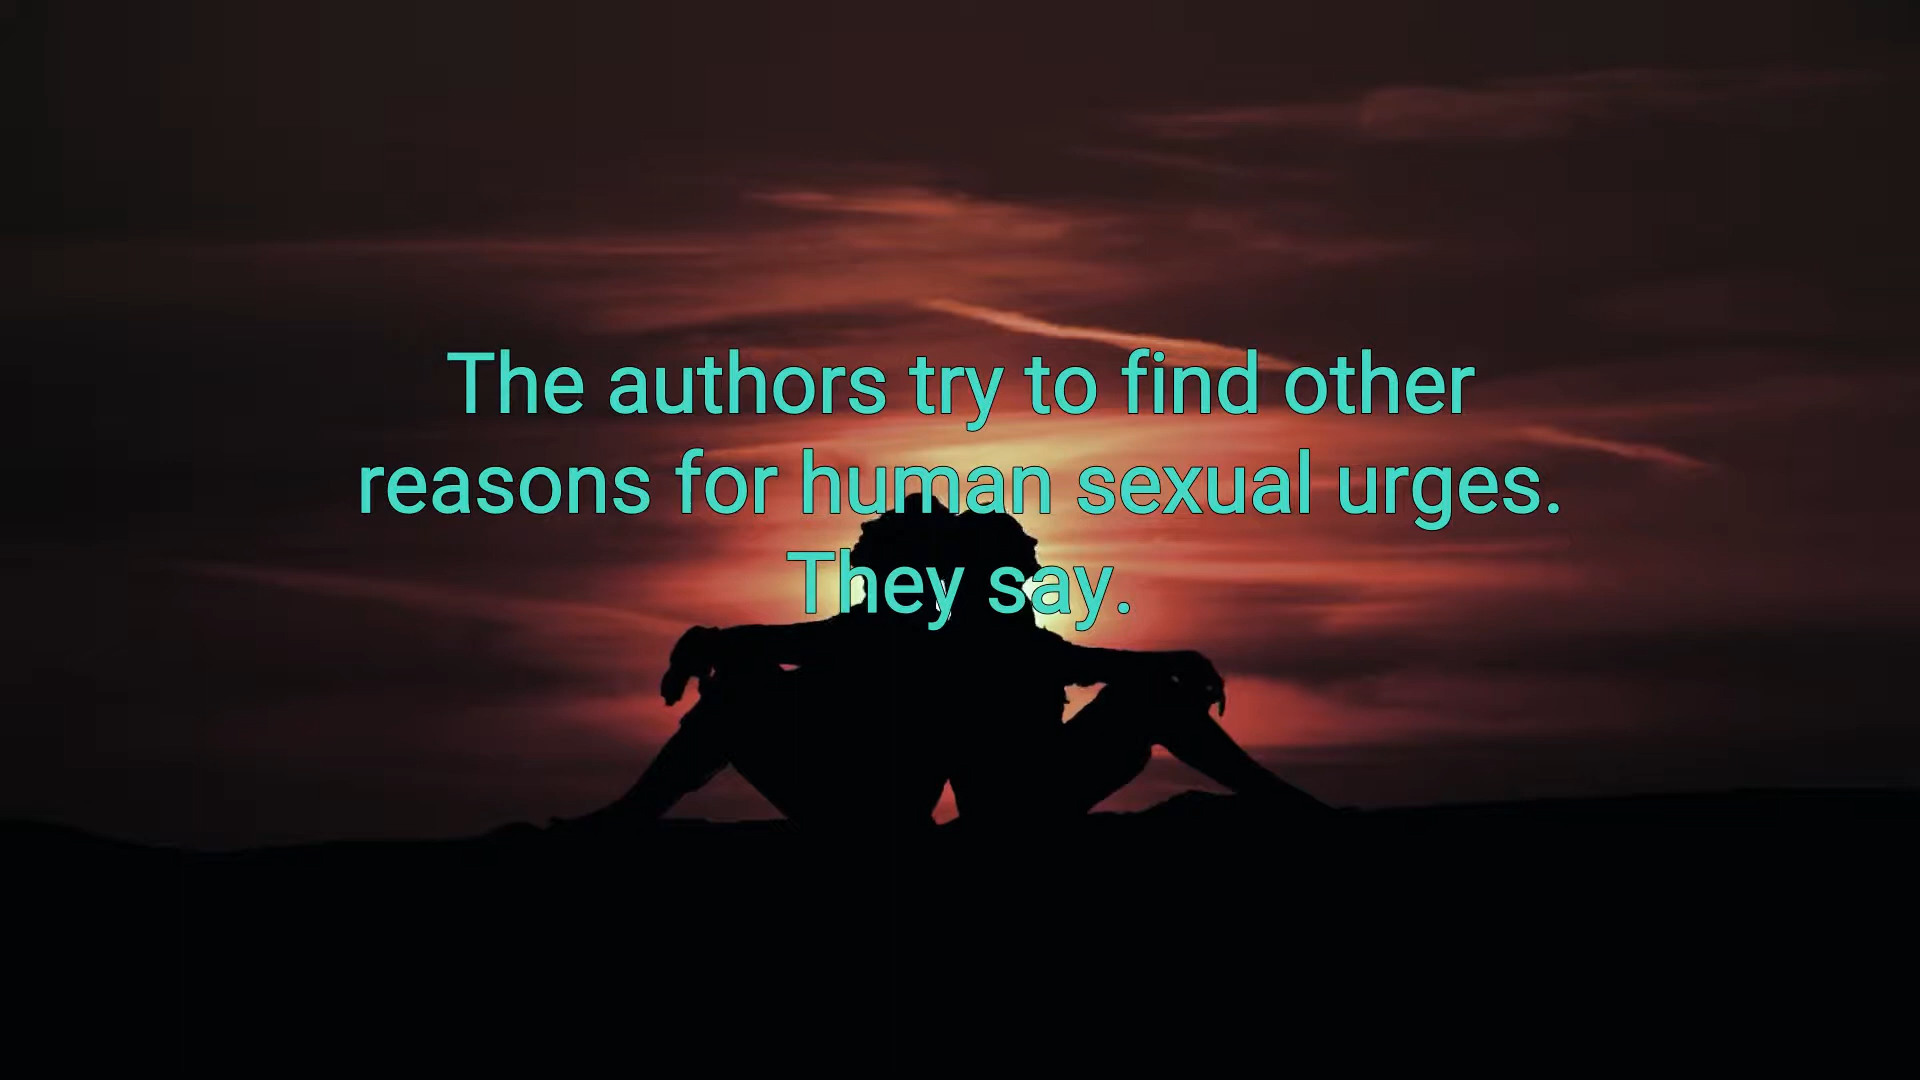 The authors try to find other
reasons for human sexual urges.
They say.